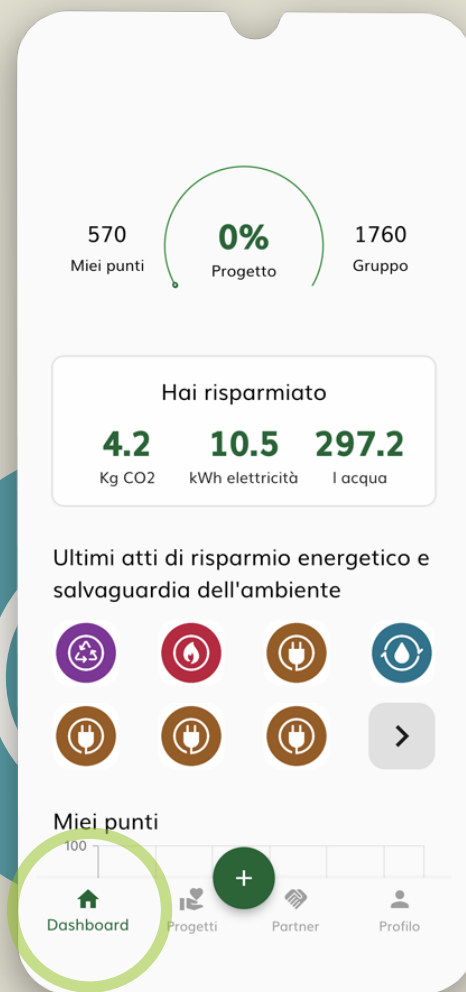 570
Miei punti
0%
Progetto
1760
Gruppo
Hai risparmiato
4.2
Kg CO2
10.5
kWh elettricità
297.2
l acqua
Ultimi atti di risparmio energetico e
salvaguardia dell'ambiente
Miei punti
100
Dashboard
Progetti
Partner
Profilo